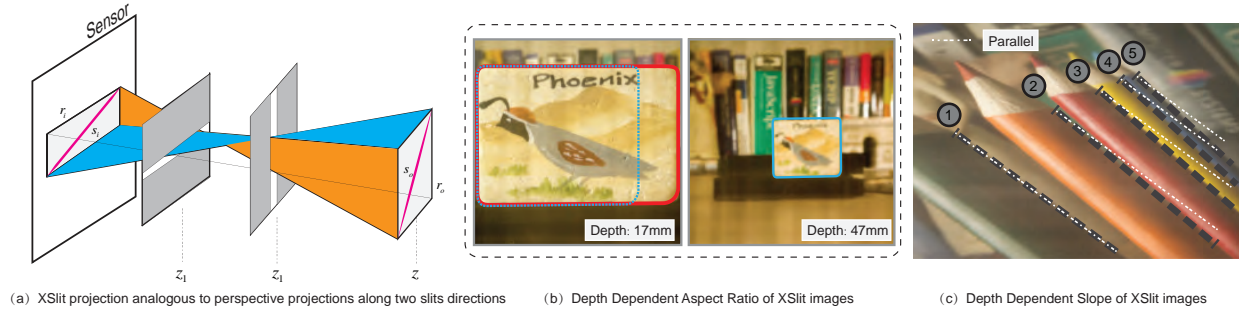 Sensor
r_i
s_i
s_o
r_o
z_1
z_1
z
(a) XSlit projection analogous to perspective projections along two slits directions
Phoenix
Depth: 17mm
Phoenix
Depth: 47mm
(b) Depth Dependent Aspect Ratio of XSlit images
Parallel
1
2
3
4
5
(c) Depth Dependent Slope of XSlit images